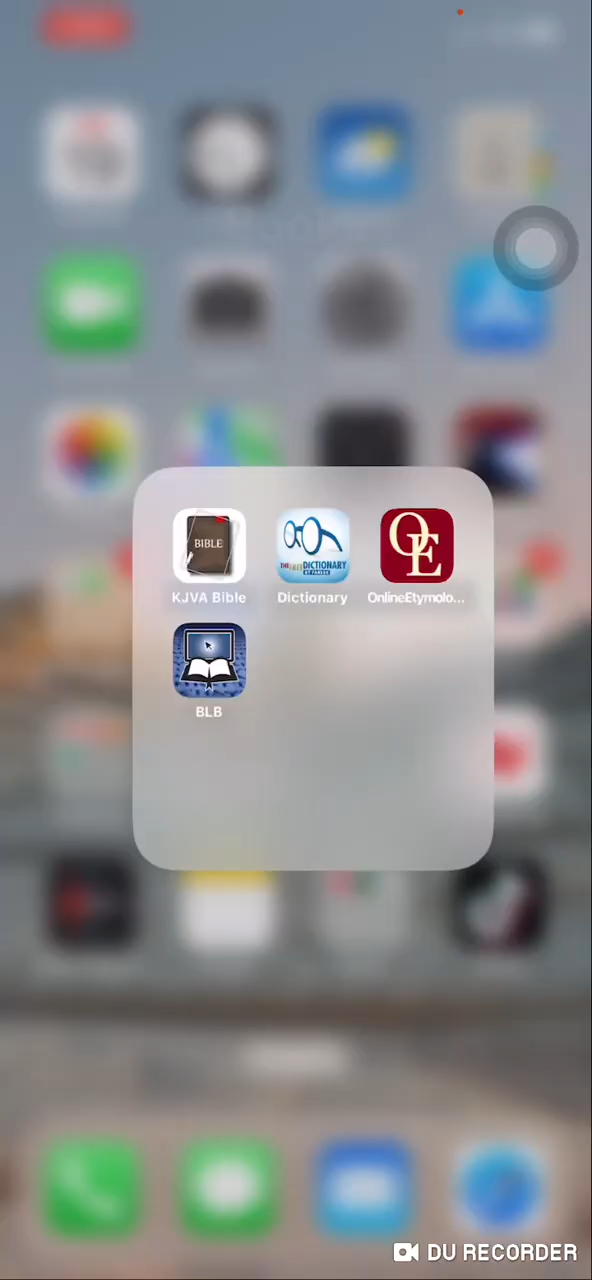 BIBLE
THE FREE DICTIONARY
BY FARLEX
OE
KJVA Bible
Dictionary
OnlineEtymolo...
BLB
DU RECORDER